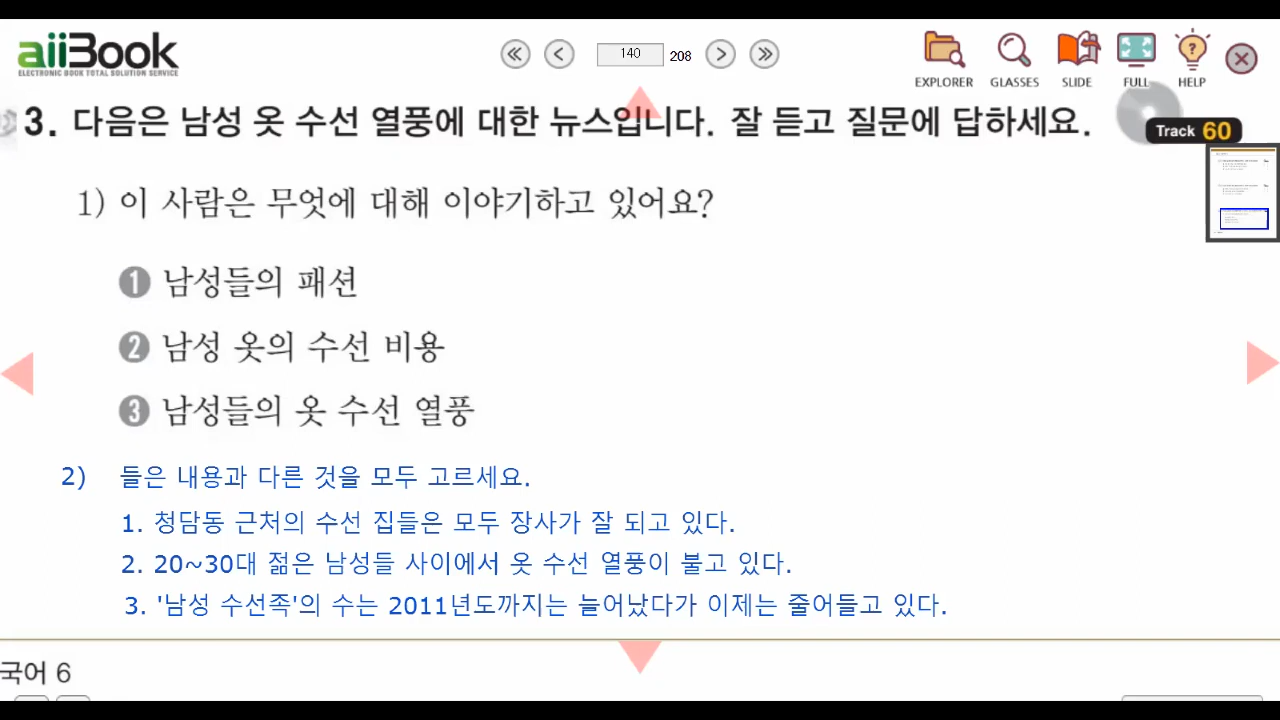 aiiBook
ELECTRONIC BOOK TOTAL SOLUTION SERVICE
140 208
EXPLORER GLASSES SLIDE FULL HELP
3. 다음은 남성 옷 수선 열풍에 대한 뉴스입니다. 잘 듣고 질문에 답하세요.
Track 60
1) 이 사람은 무엇에 대해 이야기하고 있어요?
❶ 남성들의 패션
❷ 남성 옷의 수선 비용
❸ 남성들의 옷 수선 열풍
2) 들은 내용과 다른 것을 모두 고르세요.
1. 청담동 근처의 수선 집들은 모두 장사가 잘 되고 있다.
2. 20~30대 젊은 남성들 사이에서 옷 수선 열풍이 불고 있다.
3. '남성 수선족'의 수는 2011년도까지는 늘어났다가 이제는 줄어들고 있다.
국어 6